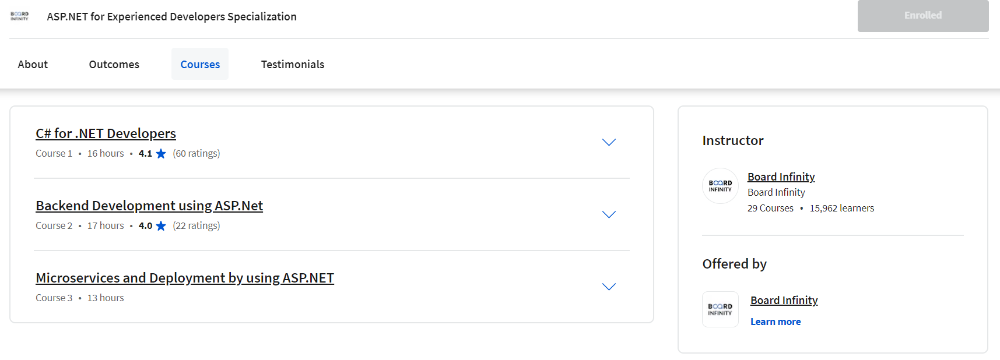 BOARD
INFINITY
ASP.NET for Experienced Developers Specialization
Enrolled
About
Outcomes
Courses
Testimonials
C# for .NET Developers
Course 1 • 16 hours • 4.1 ★ (60 ratings)
Backend Development using ASP.Net
Course 2 • 17 hours • 4.0 ★ (22 ratings)
Microservices and Deployment by using ASP.NET
Course 3 • 13 hours
Instructor
BOARD
INFINITY
Board Infinity
Board Infinity
29 Courses • 15,962 learners
Offered by
BOARD
INFINITY
Board Infinity
Learn more